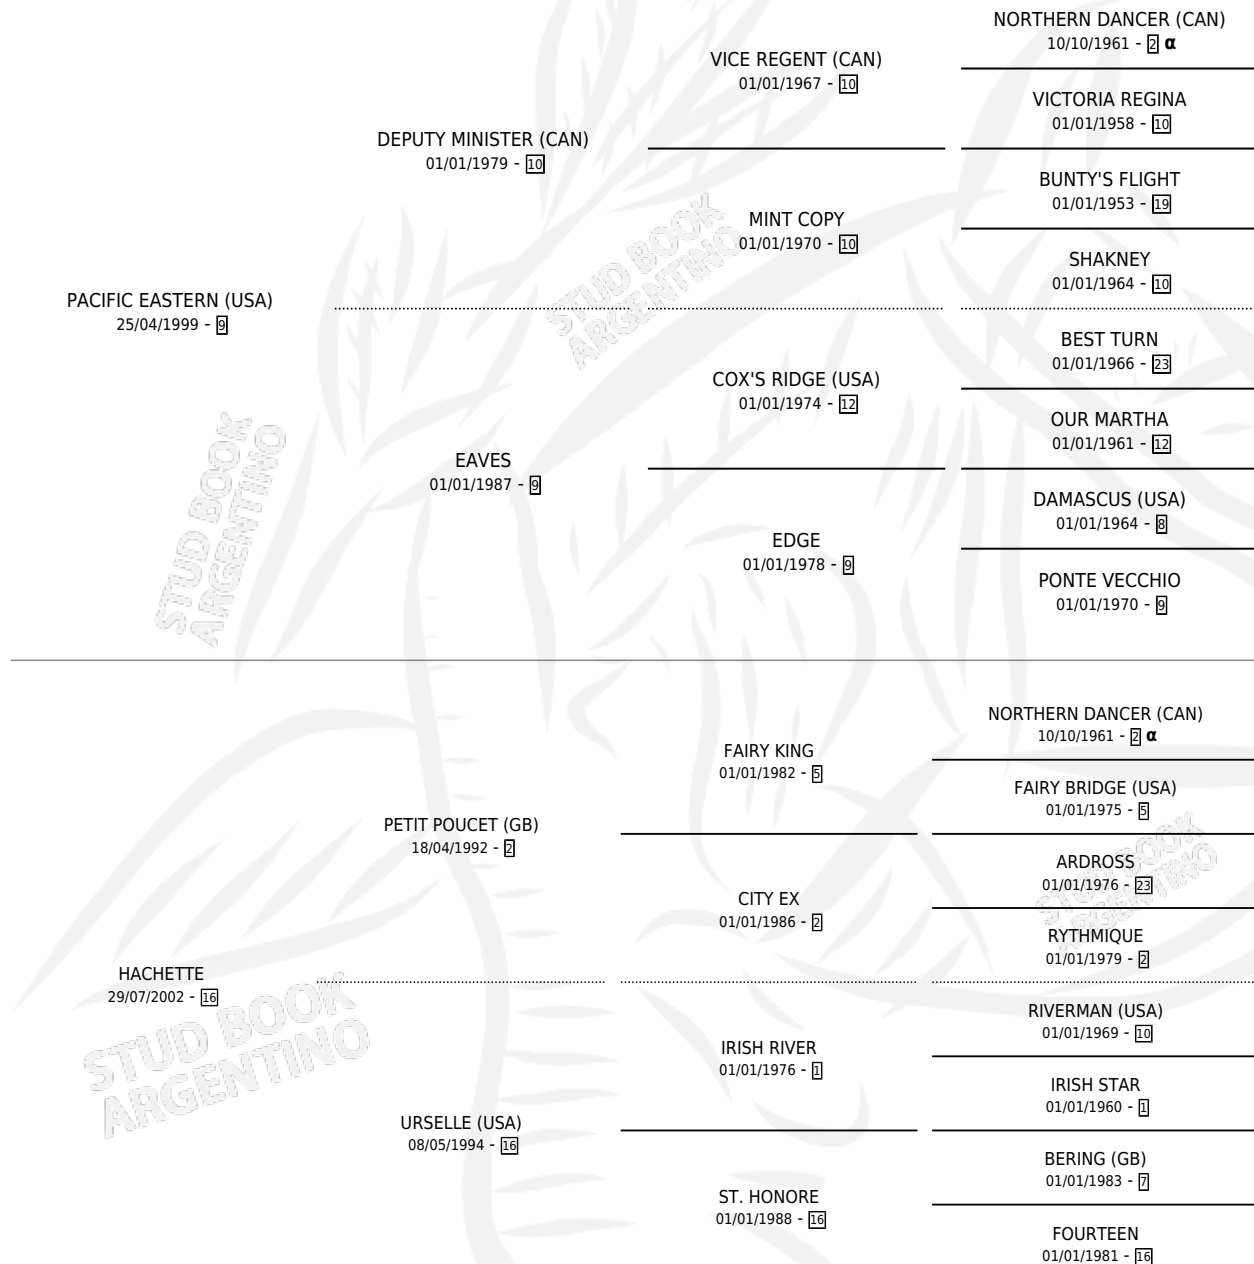 NORTHERN DANCER (CAN)
10/10/1961 - 2 α
VICE REGENT (CAN)
01/01/1967 - 10
VICTORIA REGINA
01/01/1958 - 10
DEPUTY MINISTER (CAN)
01/01/1979 - 10
BUNTY'S FLIGHT
01/01/1953 - 19
MINT COPY
01/01/1970 - 10
SHAKNEY
01/01/1964 - 10
PACIFIC EASTERN (USA)
25/04/1999 - 9
BEST TURN
01/01/1966 - 23
COX'S RIDGE (USA)
01/01/1974 - 12
OUR MARTHA
01/01/1961 - 12
EAVES
01/01/1987 - 9
DAMASCUS (USA)
01/01/1964 - 8
EDGE
01/01/1978 - 9
PONTE VECCHIO
01/01/1970 - 9
NORTHERN DANCER (CAN)
10/10/1961 - 2 α
FAIRY KING
01/01/1982 - 5
FAIRY BRIDGE (USA)
01/01/1975 - 5
PETIT POUCET (GB)
18/04/1992 - 2
ARDROSS
01/01/1976 - 23
CITY EX
01/01/1986 - 2
RYTHMIQUE
01/01/1979 - 2
HACHETTE
29/07/2002 - 16
RIVERMAN (USA)
01/01/1969 - 10
IRISH RIVER
01/01/1976 - 1
IRISH STAR
01/01/1960 - 1
URSELLE (USA)
08/05/1994 - 16
BERING (GB)
01/01/1983 - 7
ST. HONORE
01/01/1988 - 16
FOURTEEN
01/01/1981 - 16
STUD BOOK
ARGENTINO
STUD BOOK
ARGENTINO
STUD BOOK
ARGENTINO
STUD BOOK
ARGENTINO